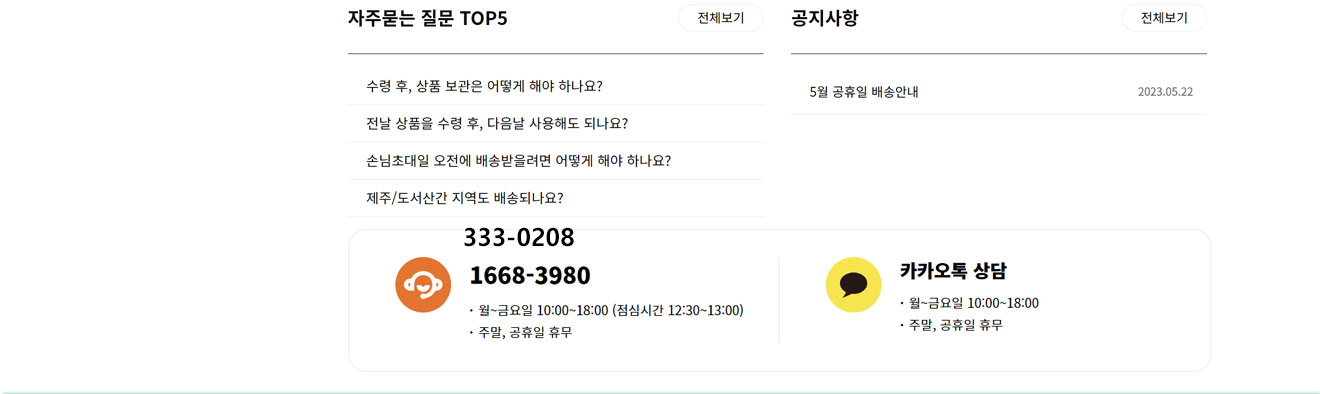 자주묻는 질문 TOP5
전체보기
수령 후, 상품 보관은 어떻게 해야 하나요?
전날 상품을 수령 후, 다음날 사용해도 되나요?
손님초대일 오전에 배송받을려면 어떻게 해야 하나요?
제주/도서산간 지역도 배송되나요?
공지사항
전체보기
5월 공휴일 배송안내
2023.05.22
333-0208
1668-3980
· 월~금요일 10:00~18:00 (점심시간 12:30~13:00)
· 주말, 공휴일 휴무
카카오톡 상담
· 월~금요일 10:00~18:00
· 주말, 공휴일 휴무